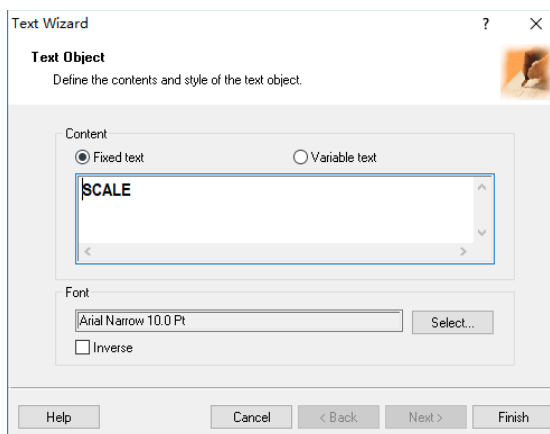 Text Wizard ? ×
Text Object
Define the contents and style of the text object.
Content
Fixed text Variable text
SCALE
Font
Arial Narrow 10.0 Pt Select...
Inverse
Help Cancel < Back Next > Finish